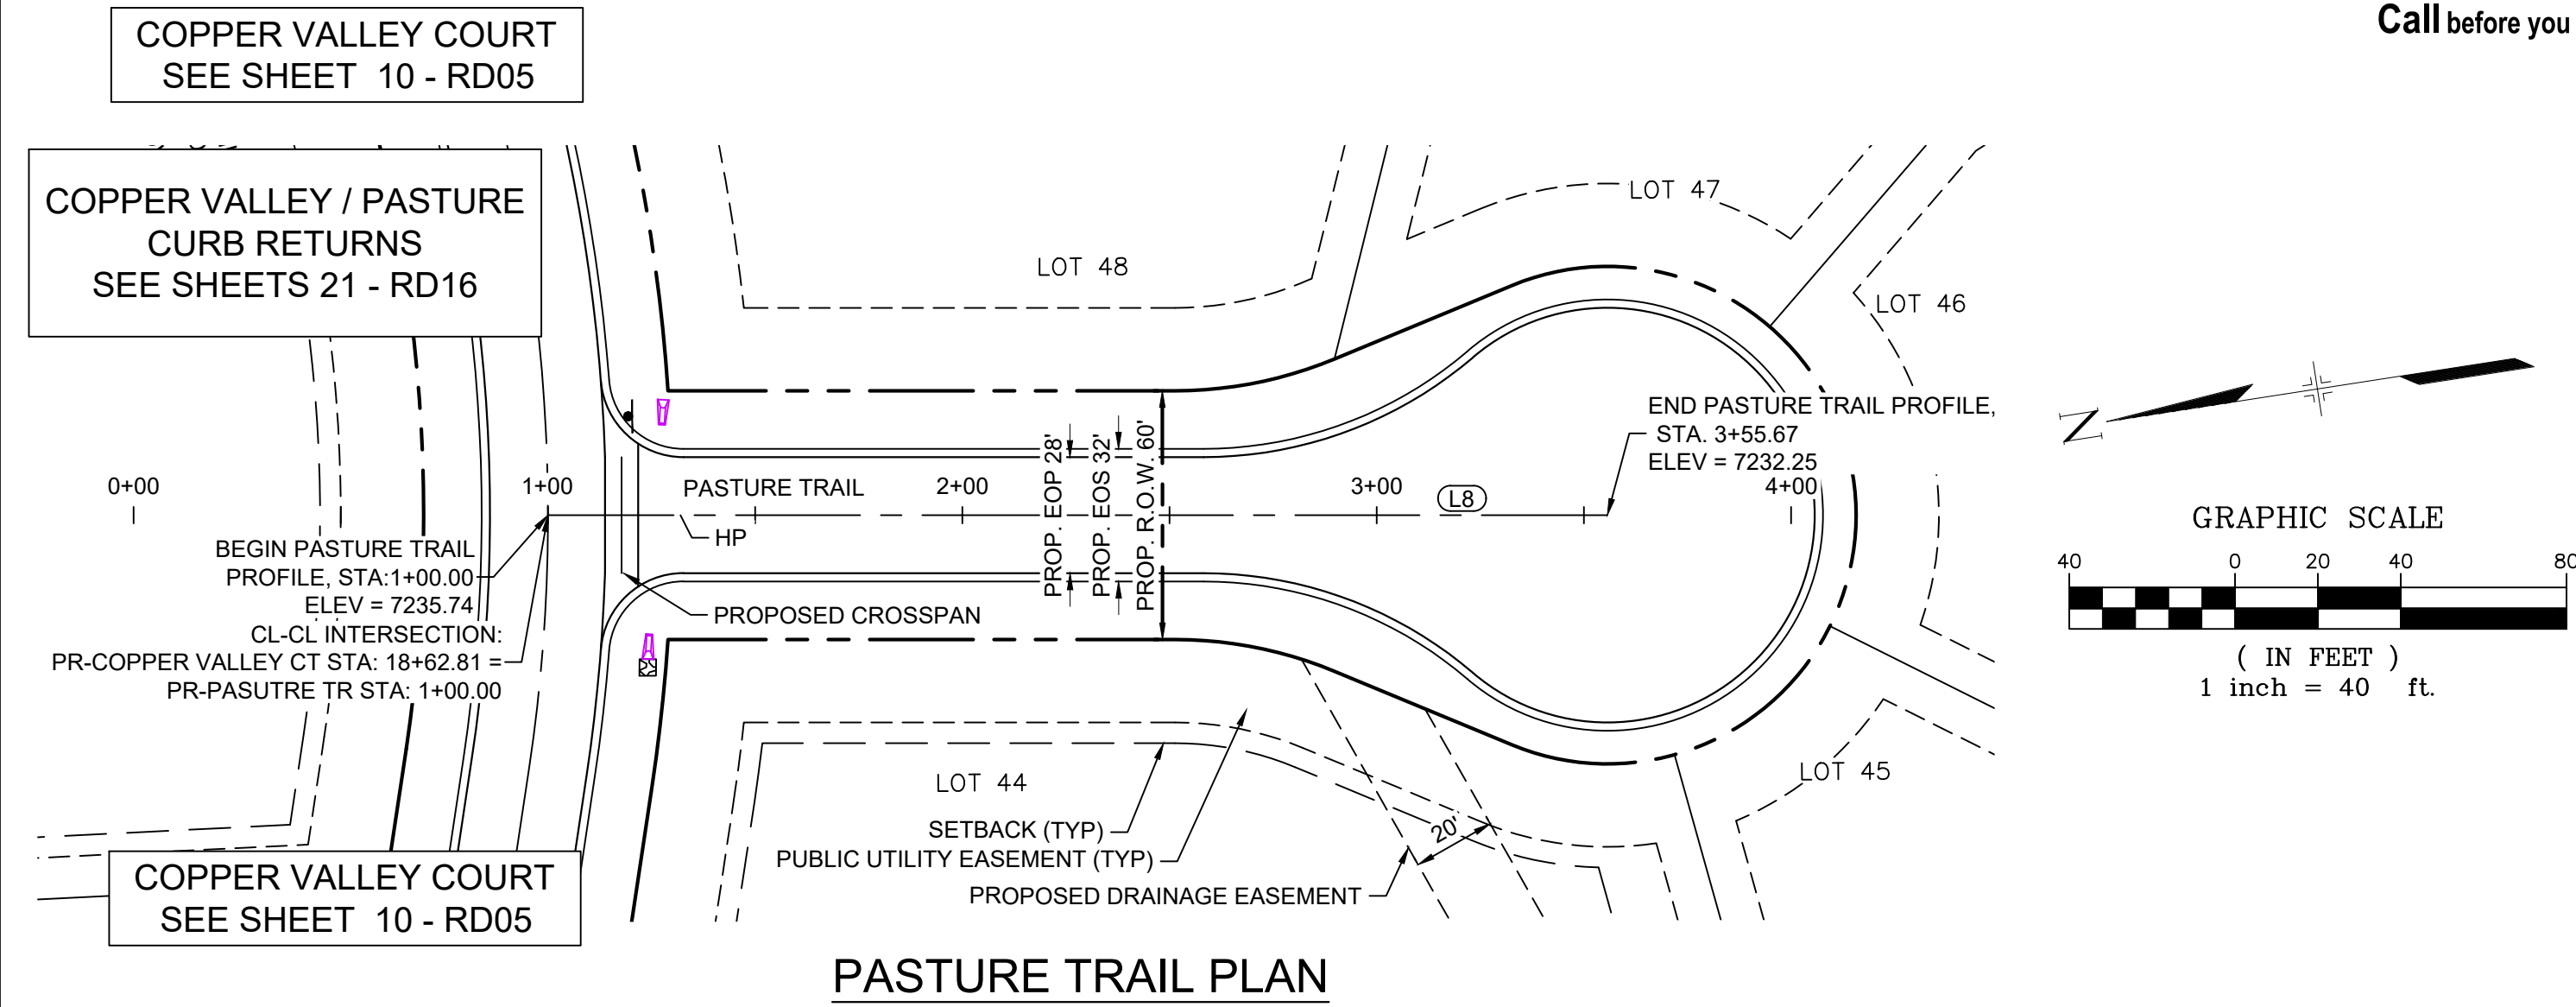 Call before you
COPPER VALLEY COURT
SEE SHEET 10 - RD05
COPPER VALLEY / PASTURE
CURB RETURNS
SEE SHEETS 21 - RD16
LOT 47
LOT 48
LOT 46
END PASTURE TRAIL PROFILE,
STA. 3+55.67
ELEV = 7232.25
N
0+00
1+00
PASTURE TRAIL
2+00
3+00
L8
4+00
PROP. EOP 28'
PROP. EOS 32'
PROP. R.O.W. 60'
HP
BEGIN PASTURE TRAIL
PROFILE, STA:1+00.00
ELEV = 7235.74
CL-CL INTERSECTION:
PR-COPPER VALLEY CT STA: 18+62.81 =
PR-PASUTRE TR STA: 1+00.00
PROPOSED CROSSPAN
GRAPHIC SCALE
40 0 20 40 80
( IN FEET )
1 inch = 40 ft.
LOT 44
LOT 45
SETBACK (TYP)
PUBLIC UTILITY EASEMENT (TYP)
20'
PROPOSED DRAINAGE EASEMENT
COPPER VALLEY COURT
SEE SHEET 10 - RD05
PASTURE TRAIL PLAN